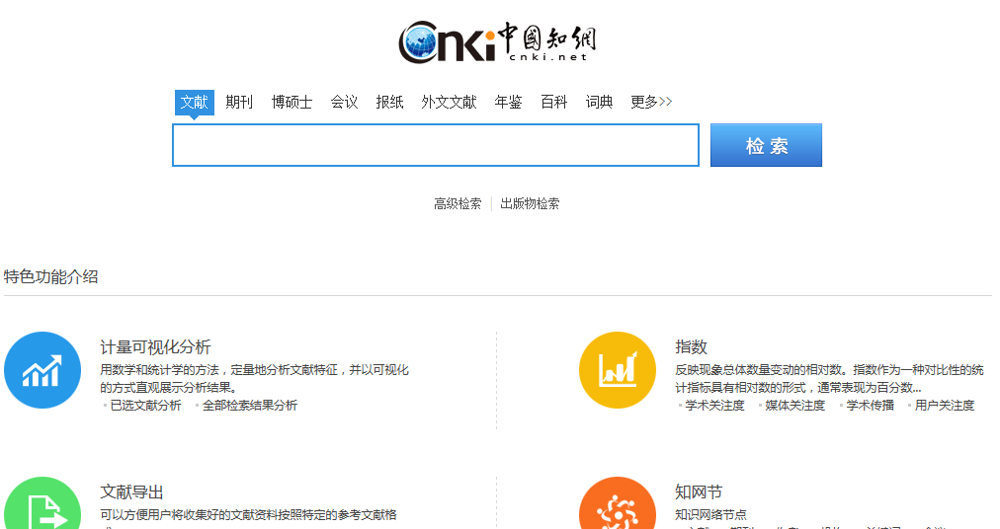 cnki中國知網
cnki.net
文献 期刊 博硕士 会议 报纸 外文文献 年鉴 百科 词典 更多>>
检索
高级检索 出版物检索
特色功能介绍
计量可视化分析
用数学和统计学的方法，定量地分析文献特征，并以可视化
的方式直观展示分析结果。
已选文献分析 全部检索结果分析
指数
反映现象总体数量变动的相对数。指数作为一种对比性的统
计指标具有相对数的形式，通常表现为百分数...
学术关注度 媒体关注度 学术传播 用户关注度
文献导出
可以方便用户将收集好的文献资料按照特定的参考文献格
知网节
知识网络节点